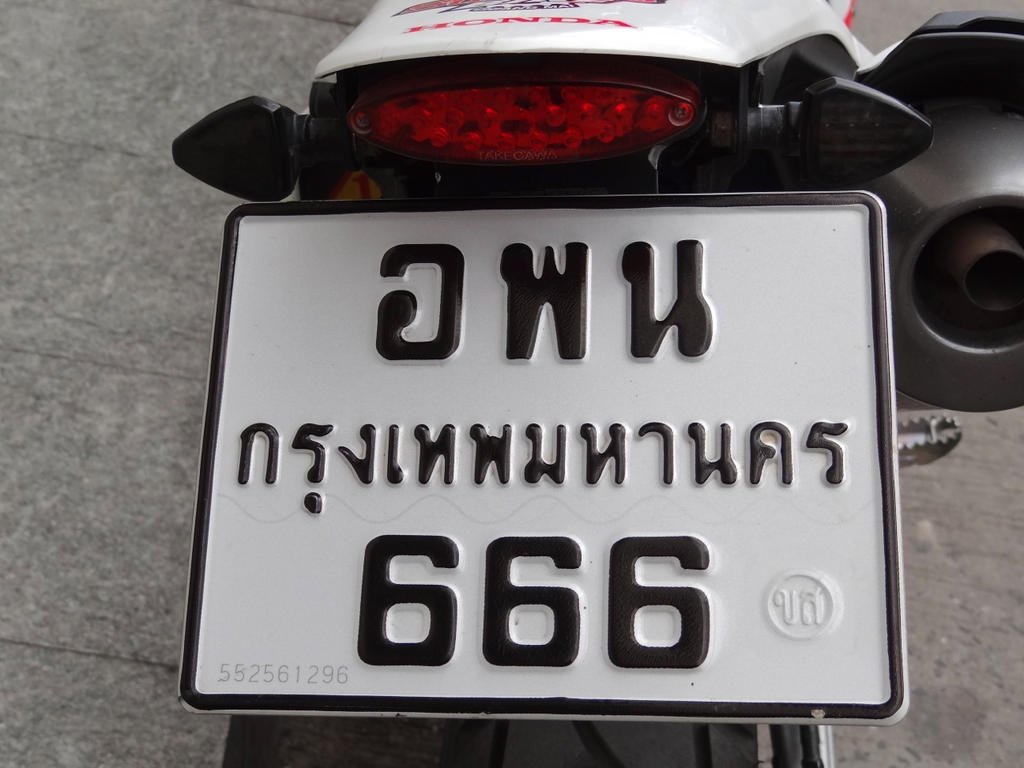 HONDA
TAKEGAWA
อพน
กรุงเทพมหานคร
666
ขส
552561296